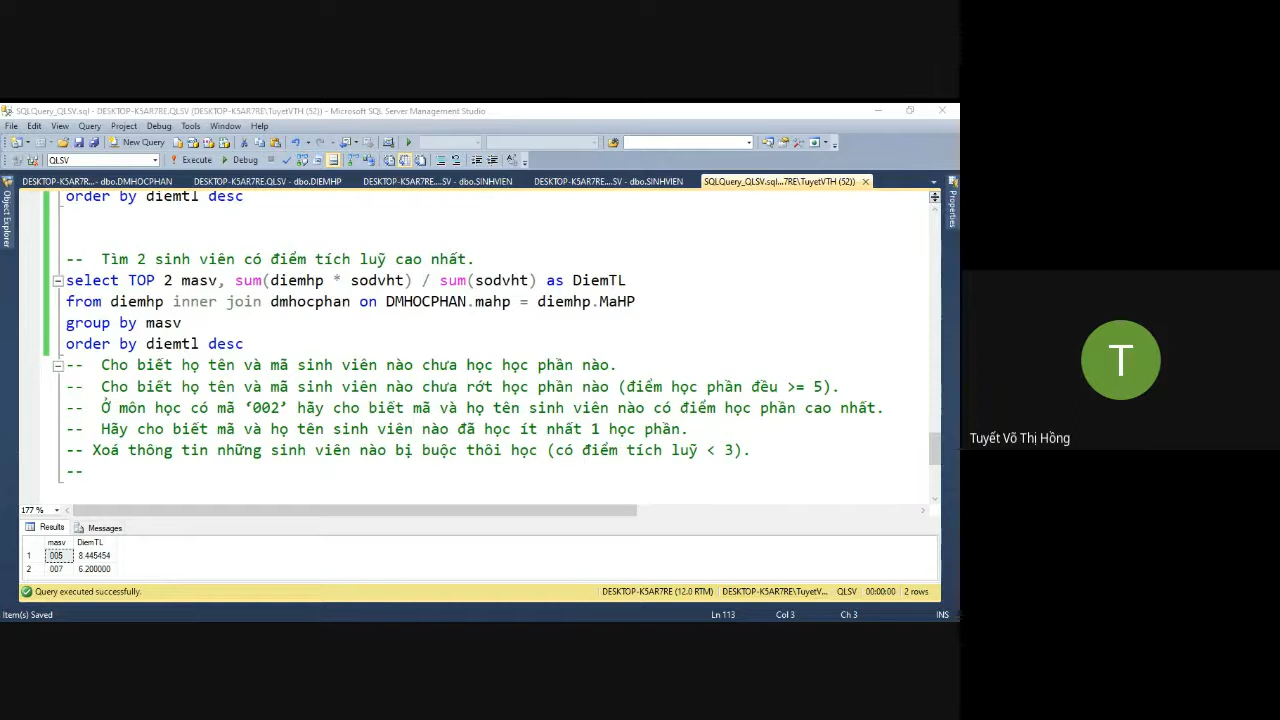 SQLQuery_QLSV.sql - DESKTOP-K5AR7RE.QLSV (DESKTOP-K5AR7RE\TuyetVTH (52)) - Microsoft SQL Server Management Studio
File Edit View Query Project Debug Tools Window Help
New Query
QLSV Execute Debug
DESKTOP-K5AR7R... - dbo.DMHOCPHAN DESKTOP-K5AR7RE.QLSV - dbo.DIEMHP DESKTOP-K5AR7RE....SV - dbo.SINHVIEN DESKTOP-K5AR7RE....SV - dbo.SINHVIEN SQLQuery_QLSV.sql...7RE\TuyetVTH (52))
Object Explorer
Properties
order by diemtl desc
-- Tìm 2 sinh viên có điểm tích luỹ cao nhất.
select TOP 2 masv, sum(diemhp * sodvht) / sum(sodvht) as DiemTL
from diemhp inner join dmhocphan on DMHOCPHAN.mahp = diemhp.MaHP
group by masv
order by diemtl desc
-- Cho biết họ tên và mã sinh viên nào chưa học học phần nào.
-- Cho biết họ tên và mã sinh viên nào chưa rớt học phần nào (điểm học phần đều >= 5).
-- Ở môn học có mã ‘002’ hãy cho biết mã và họ tên sinh viên nào có điểm học phần cao nhất.
-- Hãy cho biết mã và họ tên sinh viên nào đã học ít nhất 1 học phần.
-- Xoá thông tin những sinh viên nào bị buộc thôi học (có điểm tích luỹ < 3).
--
177 %
Results Messages
masv DiemTL
1 005 8.445454
2 007 6.200000
Query executed successfully. DESKTOP-K5AR7RE (12.0 RTM) DESKTOP-K5AR7RE\TuyetV... QLSV 00:00:00 2 rows
Item(s) Saved Ln 113 Col 3 Ch 3 INS
T
Tuyết Võ Thị Hồng